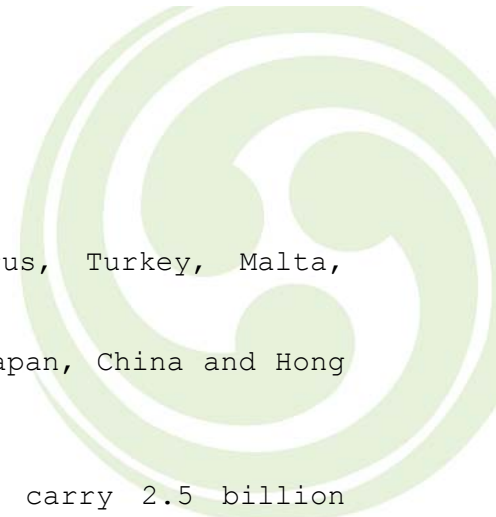 us, Turkey, Malta,
apan, China and Hong
carry 2.5 billion